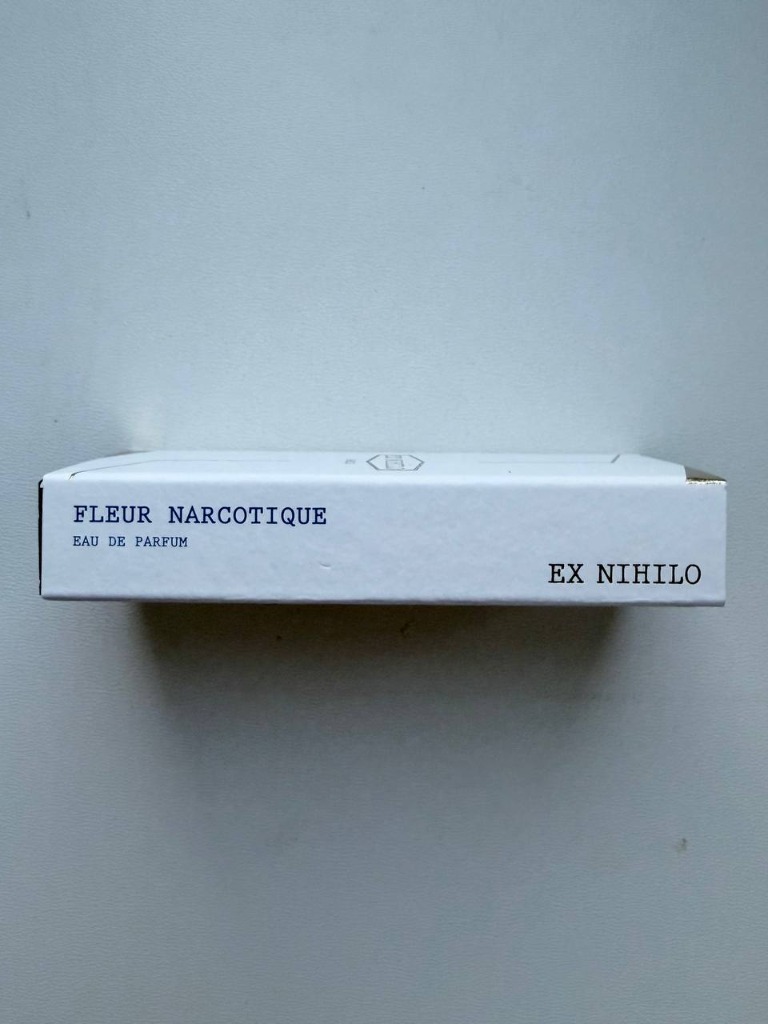 FLEUR NARCOTIQUE
EAU DE PARFUM
EX NIHILO